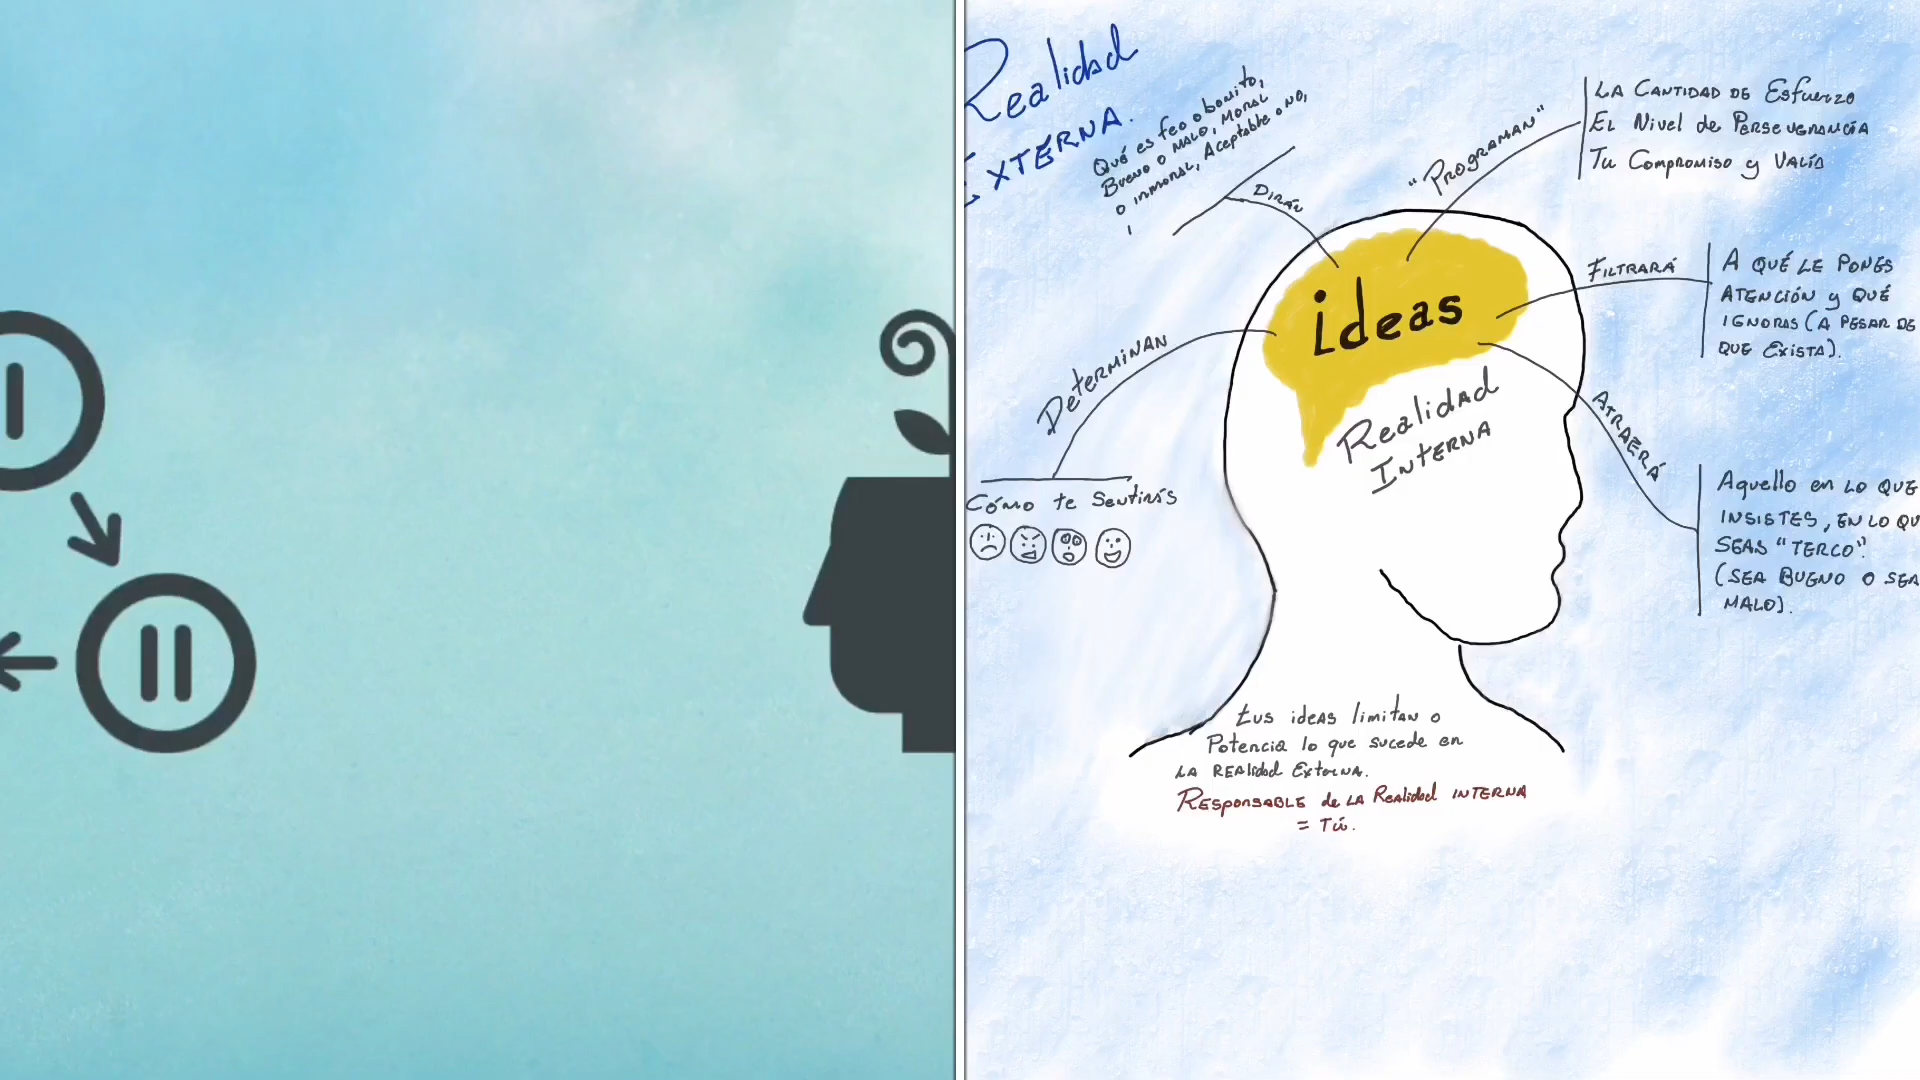 Realidad
EXTERNA.
Qué es feo o bonito,
Bueno o malo, Moral
o inmoral, Aceptable o no,
Dirán
"Programan"
La Cantidad de Esfuerzo
El Nivel de Perseverancia
Tu Compromiso y Valía
ideas
Filtrará
A qué le pones
atención y qué
ignoras (a pesar de
que exista).
Determinan
Cómo te Sentirás
Realidad
Interna
Atraerá
Aquello en lo que
insistes, en lo qu
seas "terco".
(sea bueno o sea
malo).
tus ideas limitan o
Potencia lo que sucede en
la realidad Externa.
Responsable de la Realidad interna
= Tú.